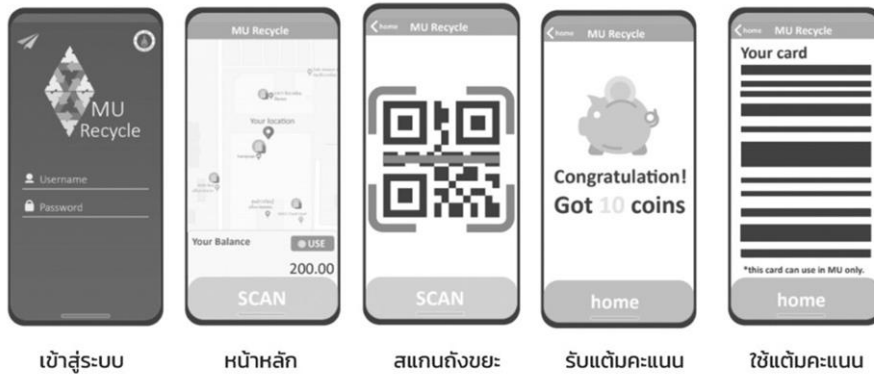 MU
Recycle
Username
Password
เข้าสู่ระบบ
MU Recycle
Your location
Your Balance
USE
200.00
SCAN
หน้าหลัก
home
MU Recycle
SCAN
สแกนถังขยะ
home
MU Recycle
Congratulation!
Got 10 coins
home
รับแต้มคะแนน
home
MU Recycle
Your card
*this card can use in MU only.
home
ใช้แต้มคะแนน